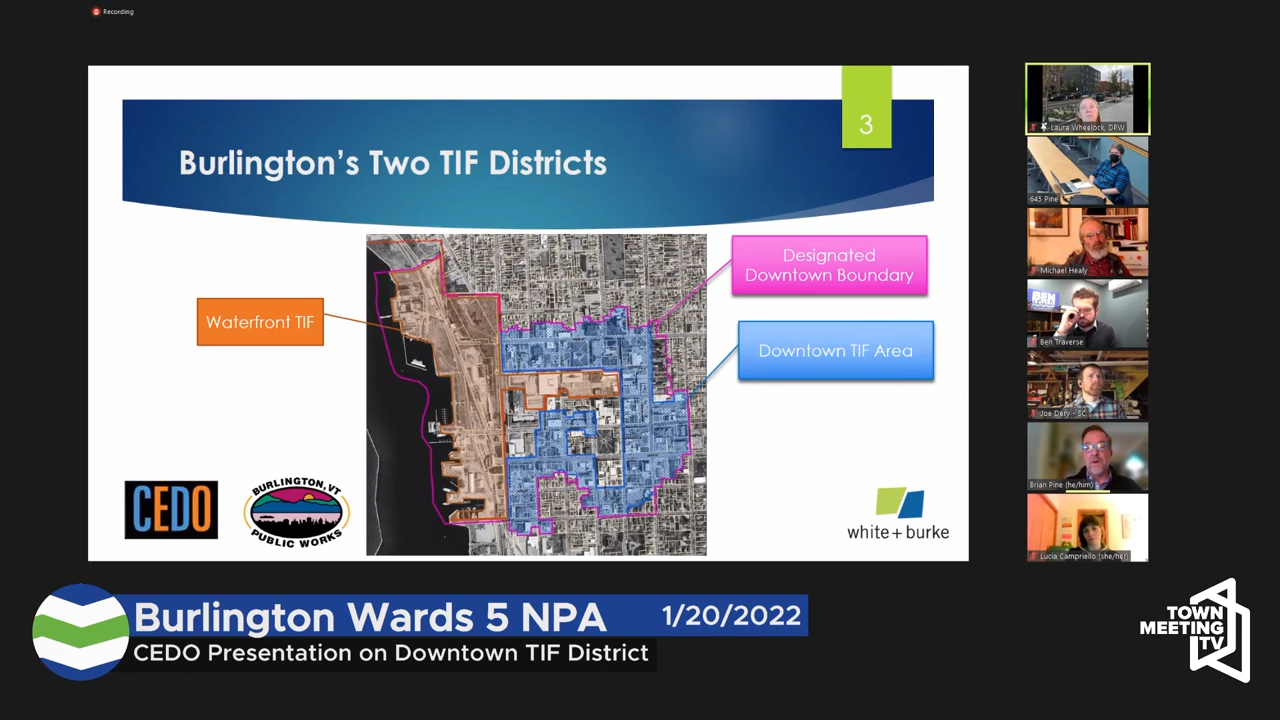 Recording
3
Burlington's Two TIF Districts
Designated
Downtown Boundary
Waterfront TIF
Downtown TIF Area
CEDO
BURLINGTON, VT
PUBLIC WORKS
white+burke
Laura Wheelock, DPW
645 Pine
Michael Healy
BEN
Ben Traverse
Joe Dery - SC
Brian Pine (he/him)
Lucia Campriello (she/her)
Burlington Wards 5 NPA
1/20/2022
CEDO Presentation on Downtown TIF District
TOWN
MEETING
TV